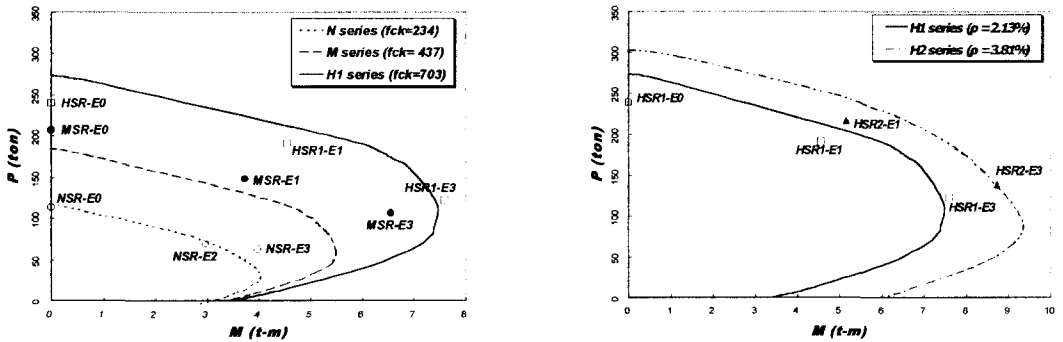 350
300
250
200
150
100
50
0
P (ton)
N series (fck=234)
M series (fck= 437)
H1 series (fck=703)
HSR-E0
MSR-E0
NSR-E0
HSR1-E1
MSR-E1
HSR1-E3
MSR-E3
NSR-E2
NSR-E3
0 1 2 3 4 5 6 7 8
M (t-m)
350
300
250
200
150
100
50
0
P (ton)
H1 series (ρ = 2.13%)
H2 series (ρ = 3.81%)
HSR1-E0
HSR2-E1
HSR1-E1
HSR2-E3
HSR1-E3
0 1 2 3 4 5 6 7 8 9 10
M (t-m)